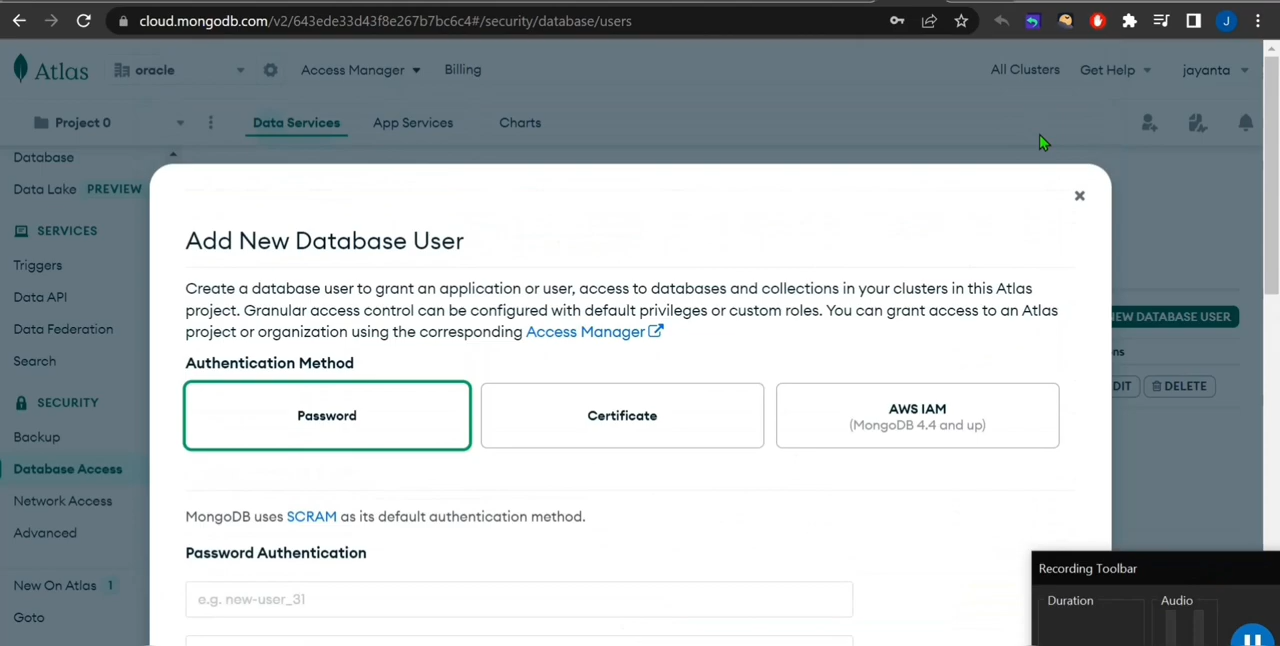 cloud.mongodb.com/v2/643ede33d43f8e267b7bc6c4#/security/database/users
J
Atlas
oracle
Access Manager
Billing
All Clusters
Get Help
jayanta
Project 0
Data Services
App Services
Charts
Database
Data Lake PREVIEW
SERVICES
Triggers
Data API
Data Federation
Search
SECURITY
Backup
Database Access
Network Access
Advanced
New On Atlas 1
Goto
Add New Database User
Create a database user to grant an application or user, access to databases and collections in your clusters in this Atlas
project. Granular access control can be configured with default privileges or custom roles. You can grant access to an Atlas
project or organization using the corresponding Access Manager
Authentication Method
Password
Certificate
AWS IAM
(MongoDB 4.4 and up)
MongoDB uses SCRAM as its default authentication method.
Password Authentication
e.g. new-user_31
NEW DATABASE USER
ns
DIT
DELETE
Recording Toolbar
Duration
Audio